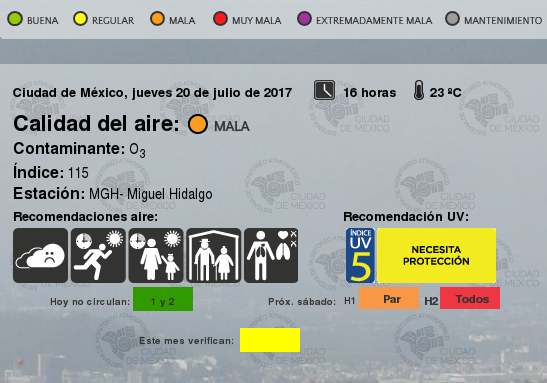 BUENA REGULAR MALA MUY MALA EXTREMADAMENTE MALA MANTENIMIENTO
Ciudad de México, jueves 20 de julio de 2017 16 horas 23 ºC
Calidad del aire: MALA
Contaminante: O3
Índice: 115
Estación: MGH- Miguel Hidalgo
Recomendaciones aire: Recomendación UV:
ÍNDICE UV 5 NECESITA PROTECCIÓN
Hoy no circulan: 1 y 2 Próx. sábado: H1 Par H2 Todos
Este mes verifican:
CIUDAD DE MÉXICO